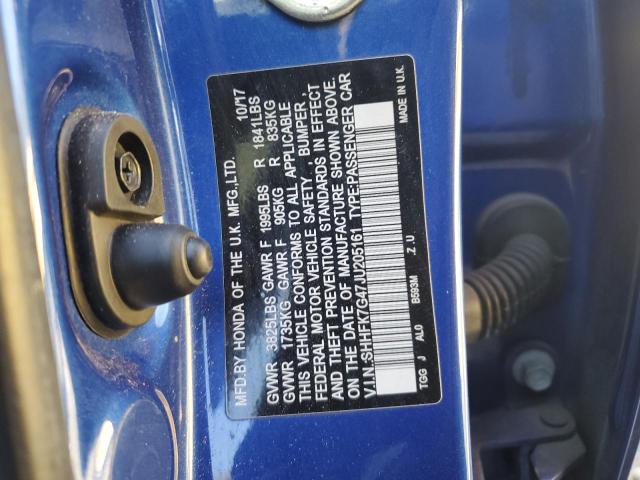 MFD.BY HONDA OF THE U.K. MFG.,LTD. 10/17
GVWR 3825LBS GAWR F 1995LBS R 1841LBS
GVWR 1735KG GAWR F 905KG R 835KG
THIS VEHICLE CONFORMS TO ALL APPLICABLE
FEDERAL MOTOR VEHICLE SAFETY, BUMPER,
AND THEFT PREVENTION STANDARDS IN EFFECT
ON THE DATE OF MANUFACTURE SHOWN ABOVE.
V.I.N.:SHHFK7G47JU205161 TYPE:PASSENGER CAR
TGG J AL0 B593M .Z .U MADE IN U.K.